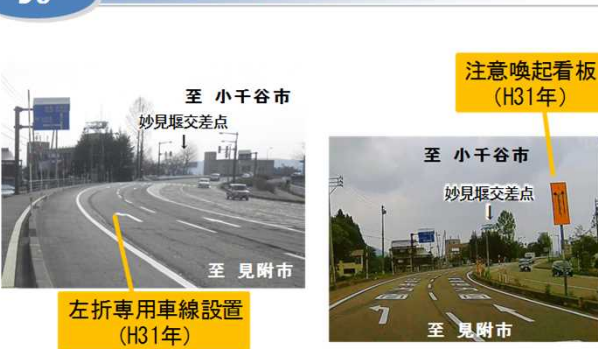 注意喚起看板
(H31年)
至 小千谷市
妙見堰交差点
↓
至 見附市
左折専用車線設置
(H31年)
至 小千谷市
妙見堰交差点
至 見附市